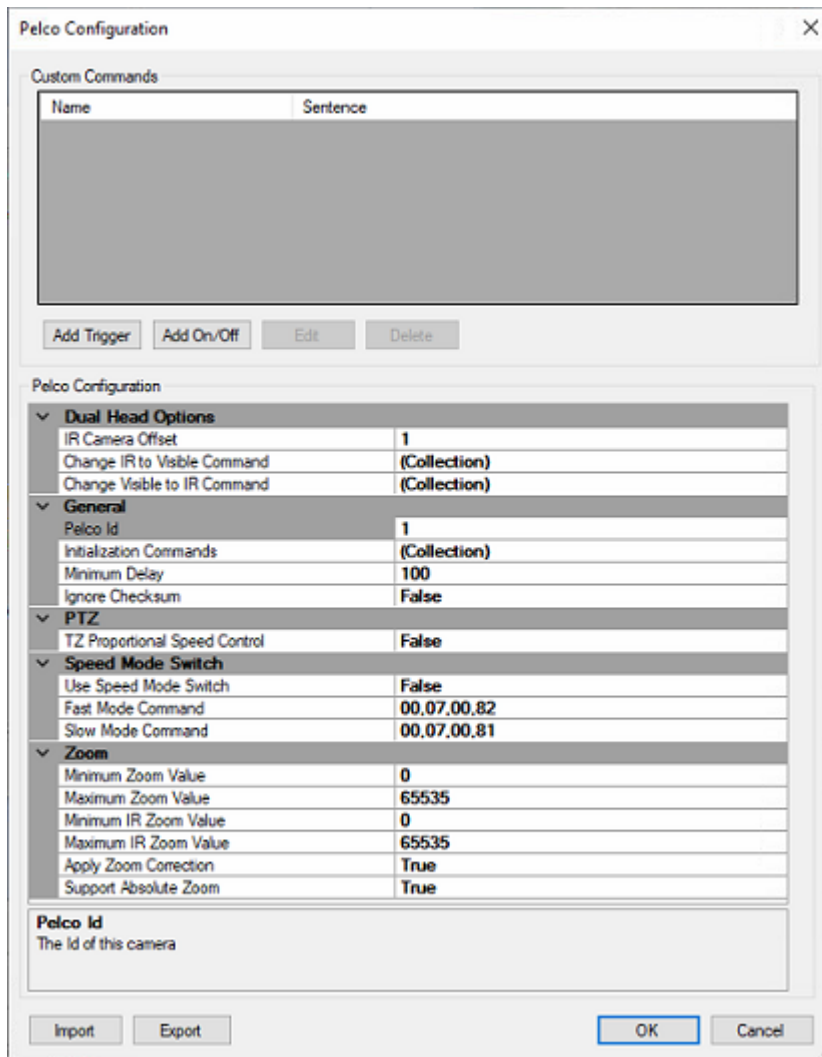 Pelco Configuration
Custom Commands
Name Sentence
Add Trigger Add On/Off Edit Delete
Pelco Configuration
Dual Head Options
IR Camera Offset 1
Change IR to Visible Command (Collection)
Change Visible to IR Command (Collection)
General
Pelco Id 1
Initialization Commands (Collection)
Minimum Delay 100
Ignore Checksum False
PTZ
TZ Proportional Speed Control False
Speed Mode Switch
Use Speed Mode Switch False
Fast Mode Command 00,07,00,82
Slow Mode Command 00,07,00,81
Zoom
Minimum Zoom Value 0
Maximum Zoom Value 65535
Minimum IR Zoom Value 0
Maximum IR Zoom Value 65535
Apply Zoom Correction True
Support Absolute Zoom True
Pelco Id
The Id of this camera
Import Export OK Cancel